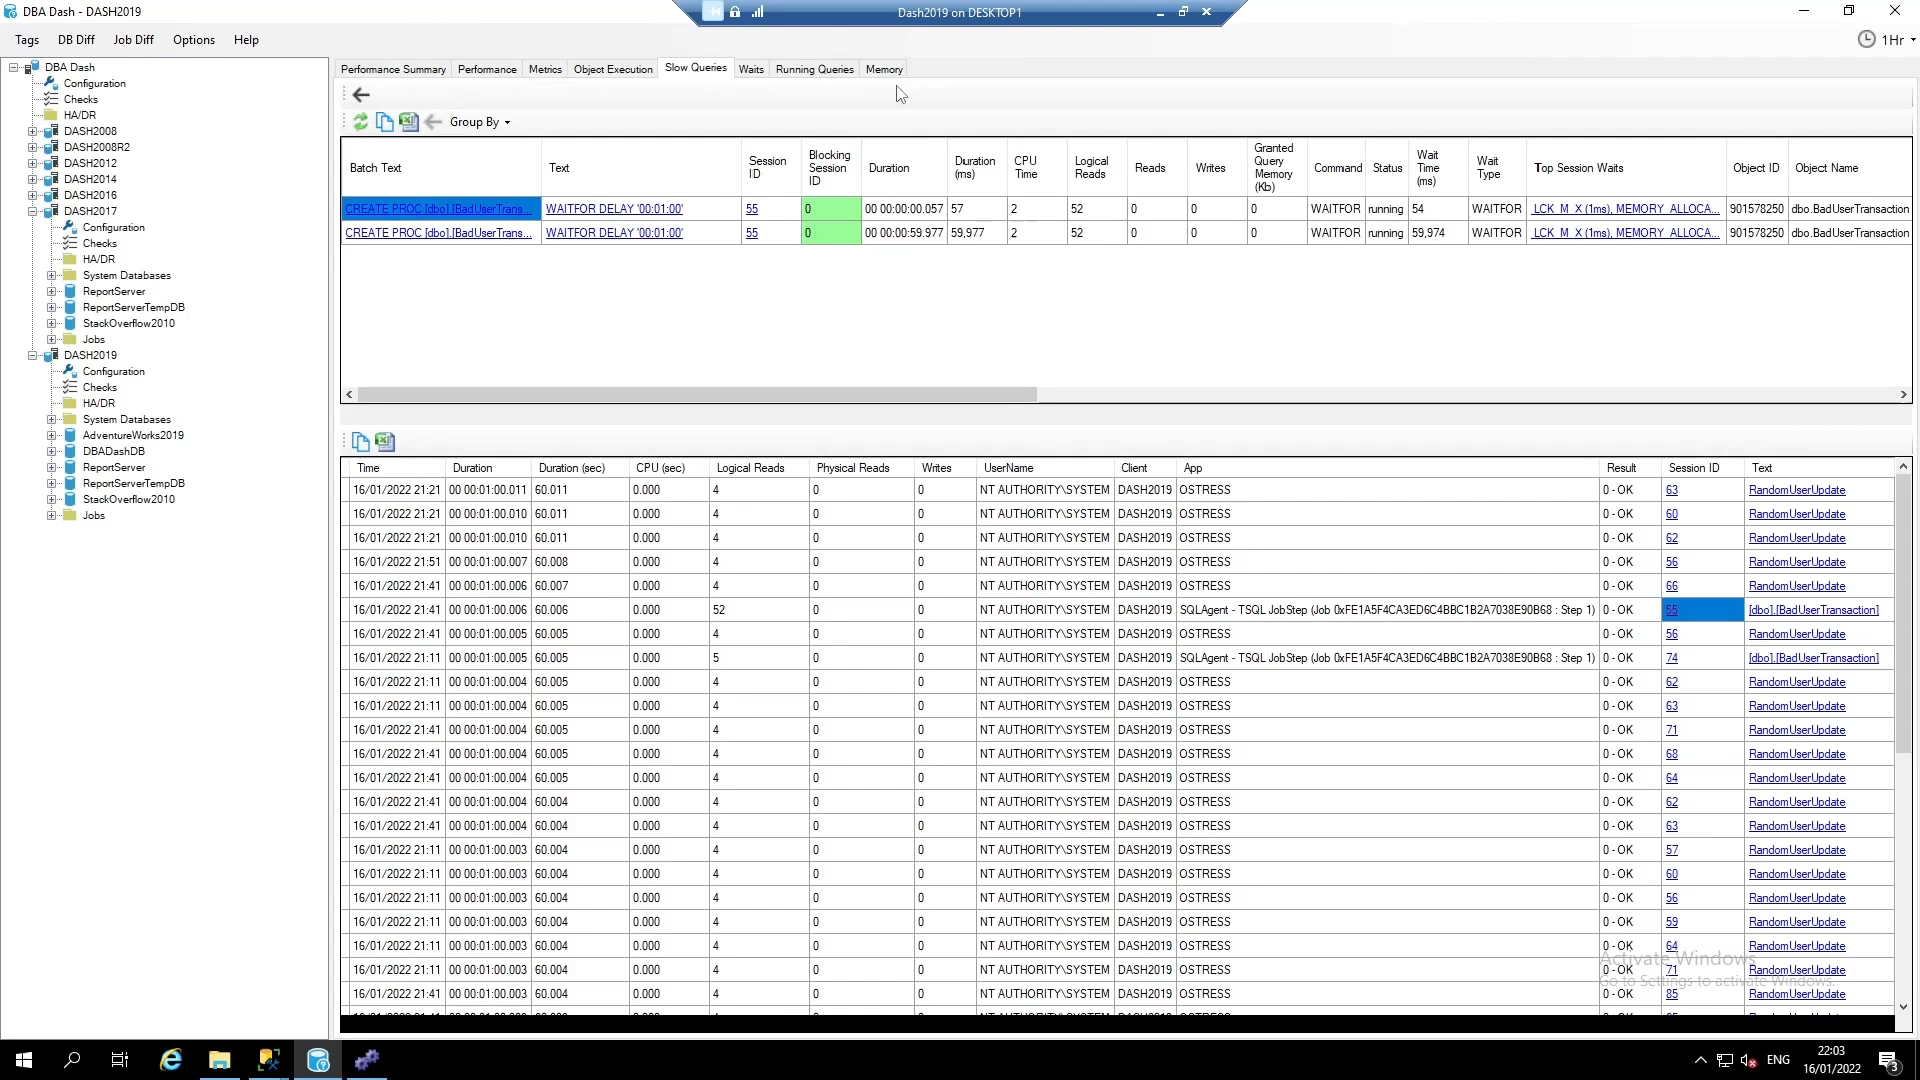 DBA Dash - DASH2019
Dash2019 on DESKTOP1
Tags DB Diff Job Diff Options Help
1Hr
DBA Dash
Configuration
Checks
HA/DR
DASH2008
DASH2008R2
DASH2012
DASH2014
DASH2016
DASH2017
Configuration
Checks
HA/DR
System Databases
ReportServer
ReportServerTempDB
StackOverflow2010
Jobs
DASH2019
Configuration
Checks
HA/DR
System Databases
AdventureWorks2019
DBADashDB
ReportServer
ReportServerTempDB
StackOverflow2010
Jobs
Performance Summary Performance Metrics Object Execution Slow Queries Waits Running Queries Memory
Group By
Batch Text Text Session ID Blocking Session ID Duration Duration (ms) CPU Time Logical Reads Reads Writes Granted Query Memory (Kb) Command Status Wait Time (ms) Wait Type Top Session Waits Object ID Object Name
CREATE PROC [dbo].[BadUserTrans... WAITFOR DELAY '00:01:00' 55 0 00 00:00:00.057 57 2 52 0 0 0 WAITFOR running 54 WAITFOR LCK_M_X (1ms), MEMORY_ALLOCA... 901578250 dbo.BadUserTransaction
CREATE PROC [dbo].[BadUserTrans... WAITFOR DELAY '00:01:00' 55 0 00 00:00:59.977 59,977 2 52 0 0 0 WAITFOR running 59,974 WAITFOR LCK_M_X (1ms), MEMORY_ALLOCA... 901578250 dbo.BadUserTransaction
Time Duration Duration (sec) CPU (sec) Logical Reads Physical Reads Writes UserName Client App Result Session ID Text
16/01/2022 21:21 00 00:01:00.011 60.011 0.000 4 0 0 NT AUTHORITY\SYSTEM DASH2019 OSTRESS 0 - OK 63 RandomUserUpdate
16/01/2022 21:21 00 00:01:00.010 60.011 0.000 4 0 0 NT AUTHORITY\SYSTEM DASH2019 OSTRESS 0 - OK 60 RandomUserUpdate
16/01/2022 21:21 00 00:01:00.010 60.011 0.000 4 0 0 NT AUTHORITY\SYSTEM DASH2019 OSTRESS 0 - OK 62 RandomUserUpdate
16/01/2022 21:51 00 00:01:00.007 60.008 0.000 4 0 0 NT AUTHORITY\SYSTEM DASH2019 OSTRESS 0 - OK 56 RandomUserUpdate
16/01/2022 21:41 00 00:01:00.006 60.007 0.000 4 0 0 NT AUTHORITY\SYSTEM DASH2019 OSTRESS 0 - OK 66 RandomUserUpdate
16/01/2022 21:41 00 00:01:00.006 60.006 0.000 52 0 0 NT AUTHORITY\SYSTEM DASH2019 SQLAgent - TSQL JobStep (Job 0xFE1A5F4CA3ED6C4BBC1B2A7038E90B68 : Step 1) 0 - OK 55 [dbo].[BadUserTransaction]
16/01/2022 21:41 00 00:01:00.005 60.005 0.000 4 0 0 NT AUTHORITY\SYSTEM DASH2019 OSTRESS 0 - OK 56 RandomUserUpdate
16/01/2022 21:11 00 00:01:00.005 60.005 0.000 5 0 0 NT AUTHORITY\SYSTEM DASH2019 SQLAgent - TSQL JobStep (Job 0xFE1A5F4CA3ED6C4BBC1B2A7038E90B68 : Step 1) 0 - OK 74 [dbo].[BadUserTransaction]
16/01/2022 21:11 00 00:01:00.004 60.005 0.000 4 0 0 NT AUTHORITY\SYSTEM DASH2019 OSTRESS 0 - OK 62 RandomUserUpdate
16/01/2022 21:11 00 00:01:00.004 60.005 0.000 4 0 0 NT AUTHORITY\SYSTEM DASH2019 OSTRESS 0 - OK 63 RandomUserUpdate
16/01/2022 21:41 00 00:01:00.004 60.005 0.000 4 0 0 NT AUTHORITY\SYSTEM DASH2019 OSTRESS 0 - OK 71 RandomUserUpdate
16/01/2022 21:41 00 00:01:00.004 60.005 0.000 4 0 0 NT AUTHORITY\SYSTEM DASH2019 OSTRESS 0 - OK 68 RandomUserUpdate
16/01/2022 21:41 00 00:01:00.004 60.005 0.000 4 0 0 NT AUTHORITY\SYSTEM DASH2019 OSTRESS 0 - OK 64 RandomUserUpdate
16/01/2022 21:41 00 00:01:00.004 60.004 0.000 4 0 0 NT AUTHORITY\SYSTEM DASH2019 OSTRESS 0 - OK 62 RandomUserUpdate
16/01/2022 21:41 00 00:01:00.004 60.004 0.000 4 0 0 NT AUTHORITY\SYSTEM DASH2019 OSTRESS 0 - OK 63 RandomUserUpdate
16/01/2022 21:11 00 00:01:00.003 60.004 0.000 4 0 0 NT AUTHORITY\SYSTEM DASH2019 OSTRESS 0 - OK 57 RandomUserUpdate
16/01/2022 21:11 00 00:01:00.003 60.004 0.000 4 0 0 NT AUTHORITY\SYSTEM DASH2019 OSTRESS 0 - OK 60 RandomUserUpdate
16/01/2022 21:11 00 00:01:00.003 60.004 0.000 4 0 0 NT AUTHORITY\SYSTEM DASH2019 OSTRESS 0 - OK 56 RandomUserUpdate
16/01/2022 21:11 00 00:01:00.003 60.004 0.000 4 0 0 NT AUTHORITY\SYSTEM DASH2019 OSTRESS 0 - OK 59 RandomUserUpdate
16/01/2022 21:11 00 00:01:00.003 60.004 0.000 4 0 0 NT AUTHORITY\SYSTEM DASH2019 OSTRESS 0 - OK 64 RandomUserUpdate
16/01/2022 21:11 00 00:01:00.003 60.004 0.000 4 0 0 NT AUTHORITY\SYSTEM DASH2019 OSTRESS 0 - OK 71 RandomUserUpdate
16/01/2022 21:41 00 00:01:00.003 60.004 0.000 4 0 0 NT AUTHORITY\SYSTEM DASH2019 OSTRESS 0 - OK 85 RandomUserUpdate
Activate Windows
Go to Settings to activate Windows.
ENG
22:03
16/01/2022
3